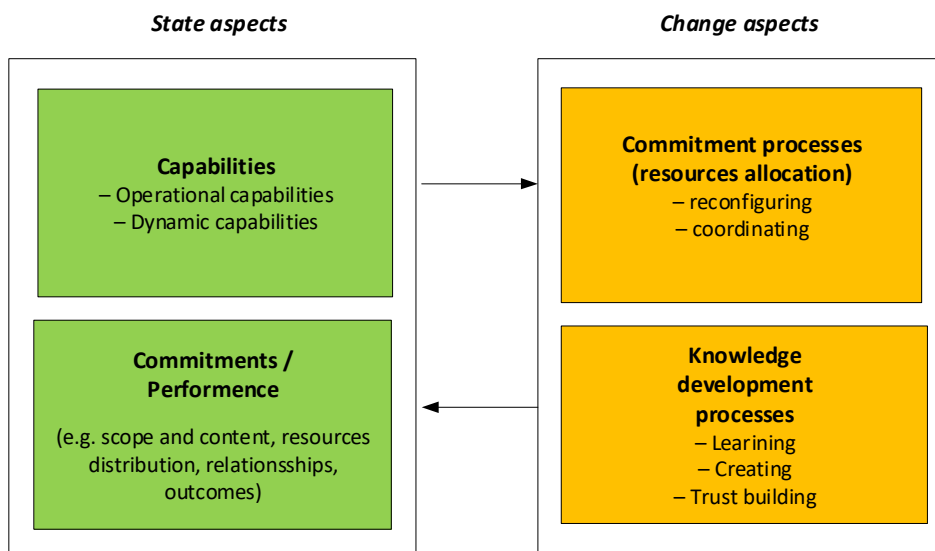 State aspects
Capabilities
– Operational capabilities
– Dynamic capabilities
Commitments /
Performence
(e.g. scope and content, resources
distribution, relationsships,
outcomes)
Change aspects
Commitment processes
(resources allocation)
– reconfiguring
– coordinating
Knowledge
development
processes
– Learining
– Creating
– Trust building